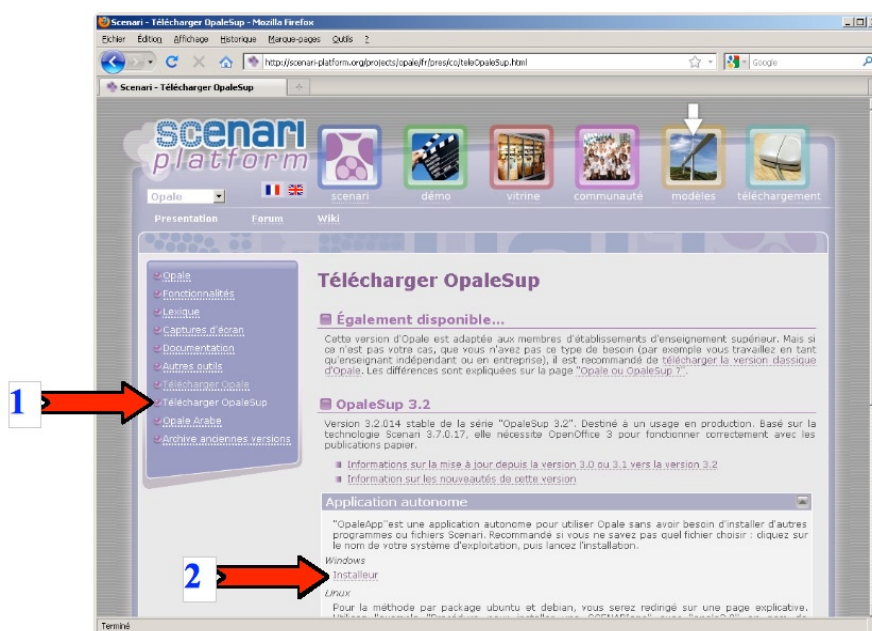 Scenari - Télécharger OpaleSup - Mozilla Firefox
Fichier Édition Affichage Historique Marque-pages Outils ?
http://scenari-platform.org/projects/opale/fr/pres/co/teleOpaleSup.html
Google
Scenari - Télécharger OpaleSup
scenari
platform
Opale
scenari démo vitrine communauté modèles téléchargement
Presentation Forum Wiki
Opale
Fonctionnalités
Lexique
Captures d'écran
Documentation
Autres outils
Télécharger Opale
1
Télécharger OpaleSup
Opale Arabe
Archive anciennes versions
Télécharger OpaleSup
Également disponible...
Cette version d'Opale est adaptée aux membres d'établissements d'enseignement supérieur. Mais si
ce n'est pas votre cas, que vous n'avez pas ce type de besoin (par exemple vous travaillez en tant
qu'enseignant indépendant ou en entreprise), il est recommandé de télécharger la version classique
d'Opale. Les différences sont expliquées sur la page "Opale ou OpaleSup ?".
OpaleSup 3.2
Version 3.2.014 stable de la série "OpaleSup 3.2". Destiné à un usage en production. Basé sur la
technologie Scenari 3.7.0.17, elle nécessite OpenOffice 3 pour fonctionner correctement avec les
publications papier.
Informations sur la mise à jour depuis la version 3.0 ou 3.1 vers la version 3.2
Information sur les nouveautés de cette version
Application autonome
"OpaleApp"est une application autonome pour utiliser Opale sans avoir besoin d'installer d'autres
programmes ou fichiers Scenari. Recommandé si vous ne savez pas quel fichier choisir : cliquez sur
le nom de votre système d'exploitation, puis lancez l'installation.
Windows
2
Installeur
Linux
Pour la méthode par package ubuntu et debian, vous serez redirigé sur une page explicative.
Terminé